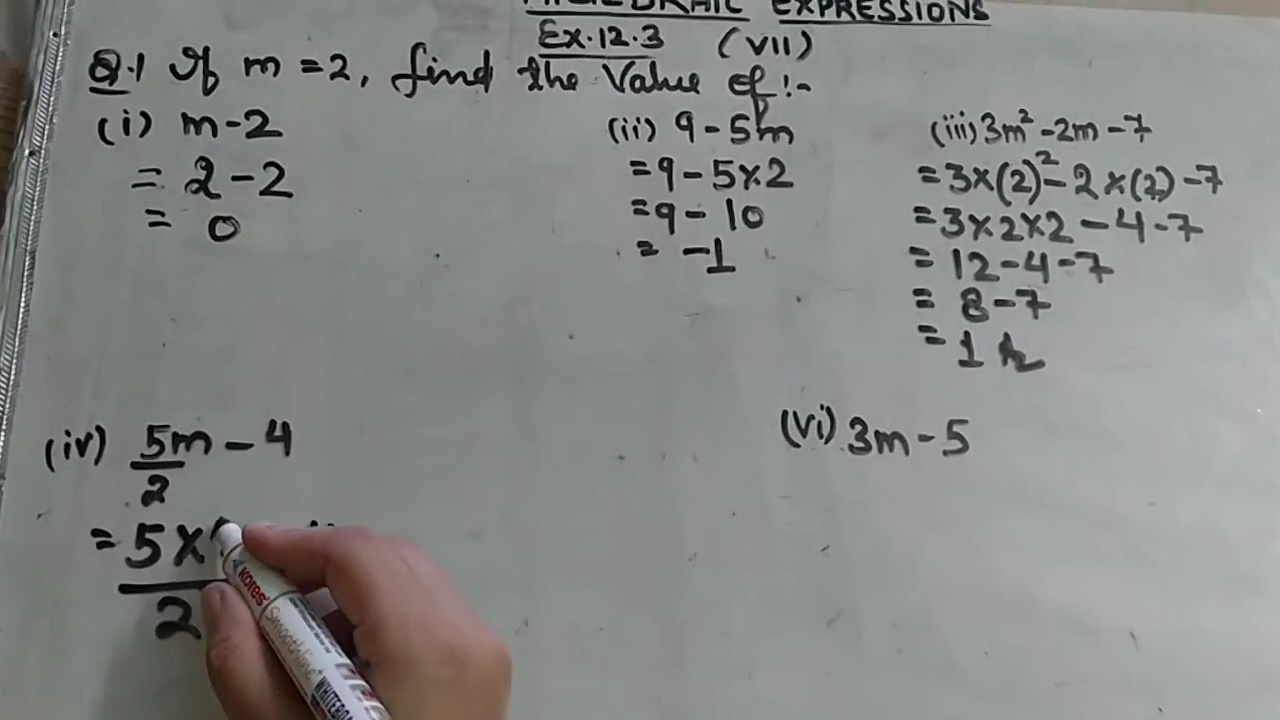 ALGEBRAIC EXPRESSIONS
Ex.12.3 (VII)
Q.1 If m = 2, find the Value of :-
(i) m-2
= 2-2
= 0
(ii) 9-5m
=9-5×2
=9-10
= -1
(iii) 3m²-2m-7
=3×(2)²-2×(2)-7
=3×2×2-4-7
= 12-4-7
= 8-7
= 1
(iv) 5m/2 - 4
= 5×
2
(vi) 3m-5
kores
Smoothline